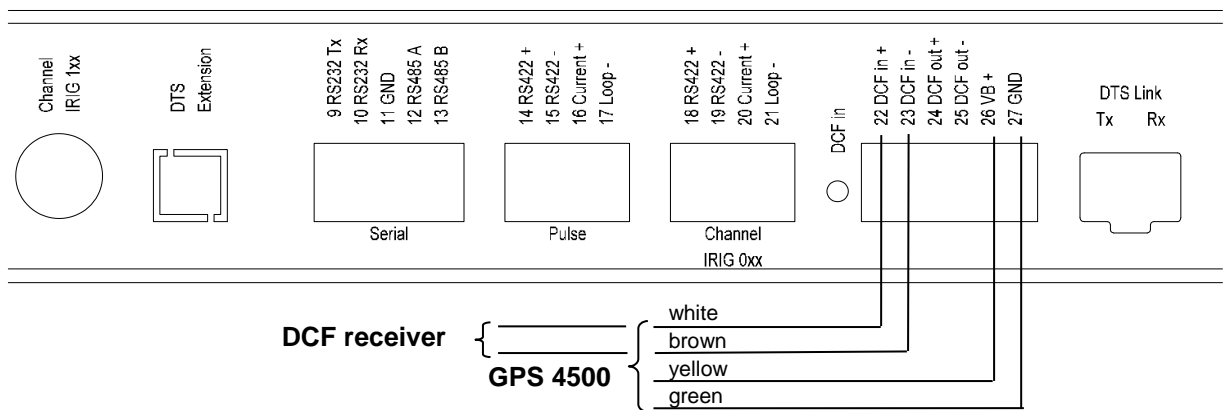 Channel
IRIG 1xx
DTS
Extension
9 RS232 Tx
10 RS232 Rx
11 GND
12 RS485 A
13 RS485 B
Serial
14 RS422 +
15 RS422 -
16 Current +
17 Loop -
Pulse
18 RS422 +
19 RS422 -
20 Current +
21 Loop -
Channel
IRIG 0xx
DCF in
22 DCF in +
23 DCF in -
24 DCF out +
25 DCF out -
26 VB +
27 GND
DTS Link
Tx Rx
white
DCF receiver
brown
GPS 4500
yellow
green